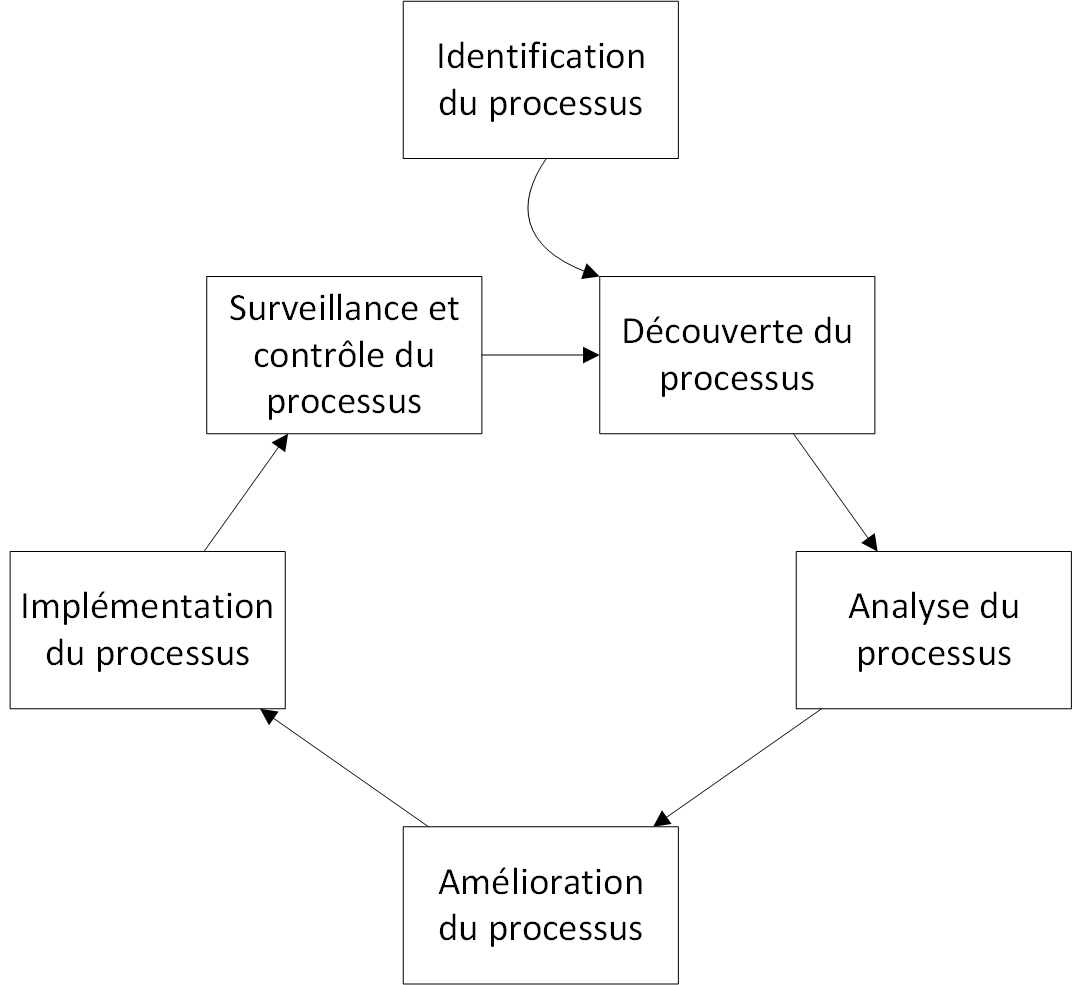 Identification
du processus
Surveillance et
contrôle du
processus
Découverte du
processus
Implémentation
du processus
Analyse du
processus
Amélioration
du processus